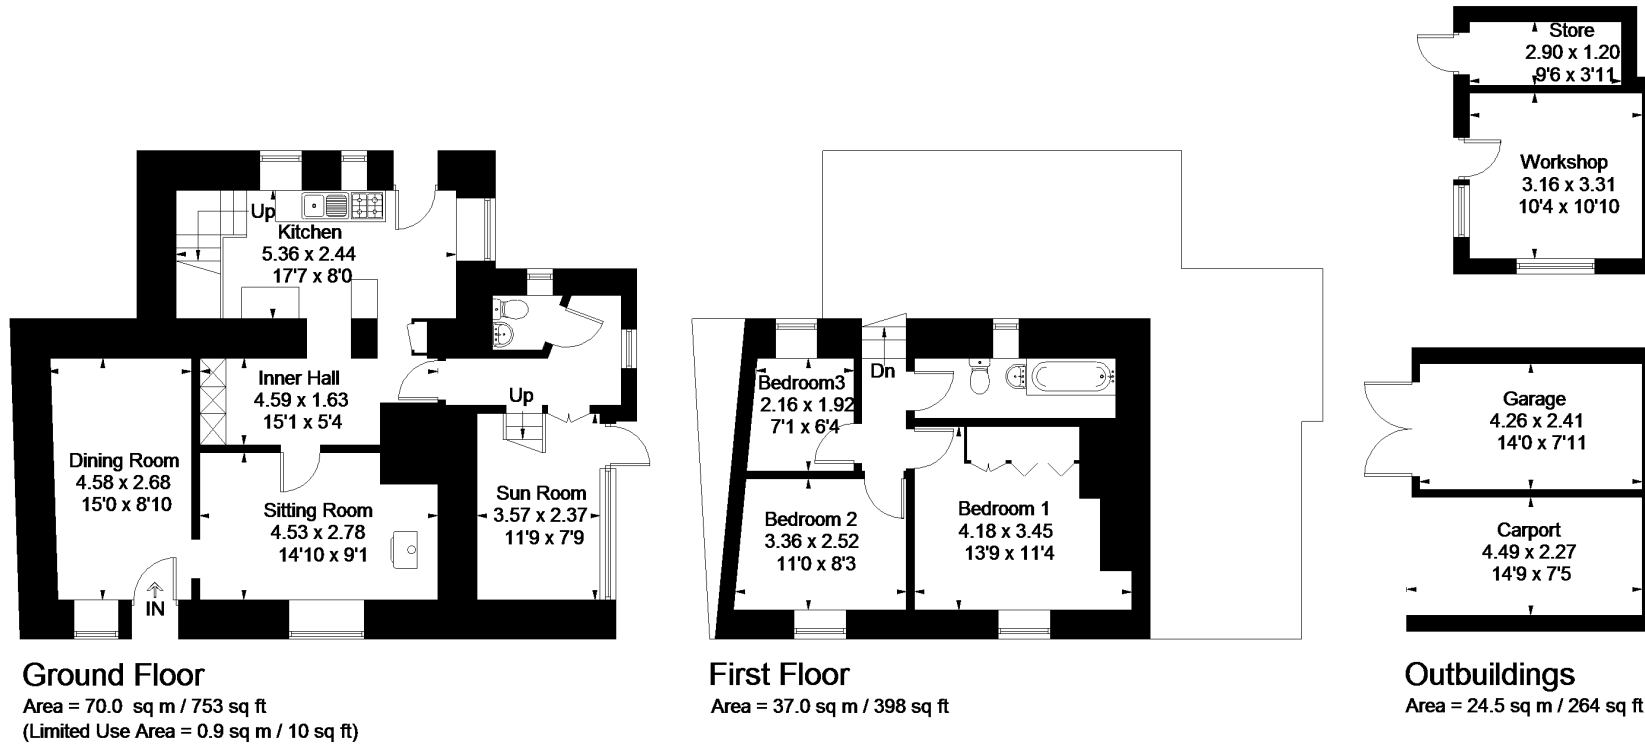 Up
Kitchen
5.36 x 2.44
17'7 x 8'0
Inner Hall
4.59 x 1.63
15'1 x 5'4
Up
Dining Room
4.58 x 2.68
15'0 x 8'10
Sitting Room
4.53 x 2.78
14'10 x 9'1
Sun Room
3.57 x 2.37
11'9 x 7'9
IN
Ground Floor
Area = 70.0 sq m / 753 sq ft
(Limited Use Area = 0.9 sq m / 10 sq ft)
Bedroom3
2.16 x 1.92
7'1 x 6'4
Dn
Bedroom 2
3.36 x 2.52
11'0 x 8'3
Bedroom 1
4.18 x 3.45
13'9 x 11'4
First Floor
Area = 37.0 sq m / 398 sq ft
Store
2.90 x 1.20
9'6 x 3'11
Workshop
3.16 x 3.31
10'4 x 10'10
Garage
4.26 x 2.41
14'0 x 7'11
Carport
4.49 x 2.27
14'9 x 7'5
Outbuildings
Area = 24.5 sq m / 264 sq ft